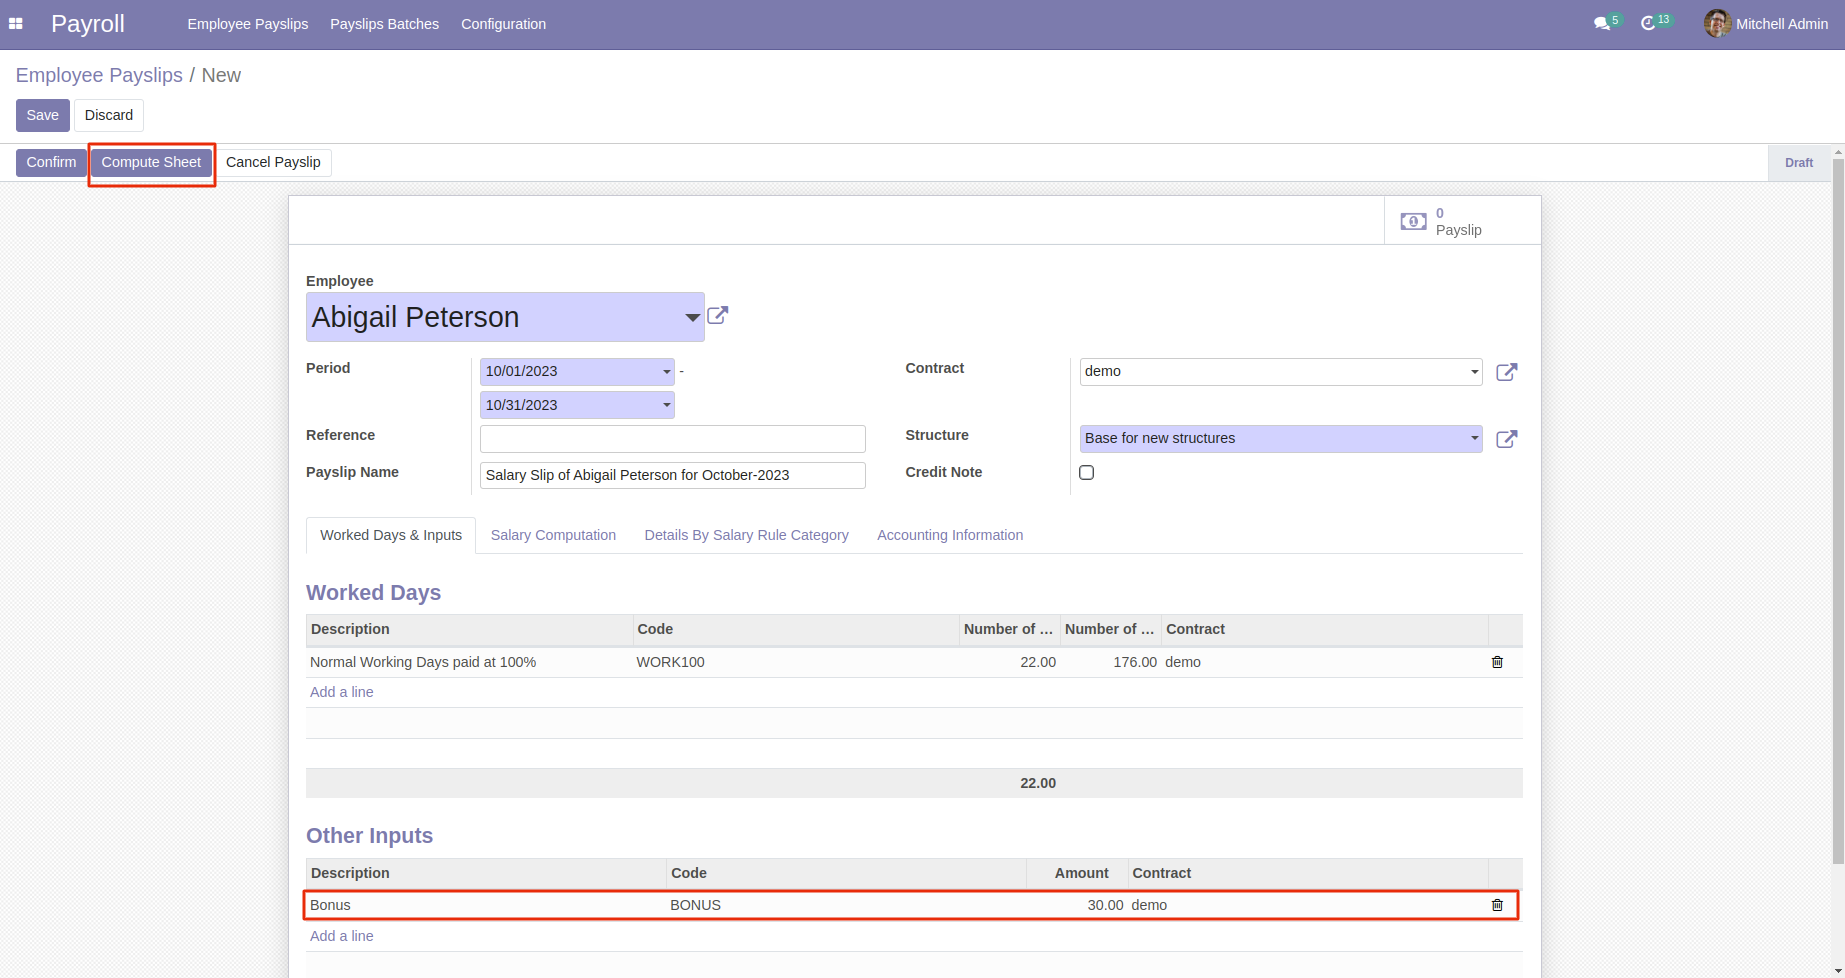 Payroll Employee Payslips Payslips Batches Configuration 5 13 Mitchell Admin
Employee Payslips / New
Save Discard
Confirm Compute Sheet Cancel Payslip Draft
0
Payslip
Employee
Abigail Peterson
Period 10/01/2023 - Contract demo
10/31/2023
Reference Structure Base for new structures
Payslip Name Salary Slip of Abigail Peterson for October-2023 Credit Note
Worked Days & Inputs Salary Computation Details By Salary Rule Category Accounting Information
Worked Days
Description Code Number of ... Number of ... Contract
Normal Working Days paid at 100% WORK100 22.00 176.00 demo
Add a line
22.00
Other Inputs
Description Code Amount Contract
Bonus BONUS 30.00 demo
Add a line